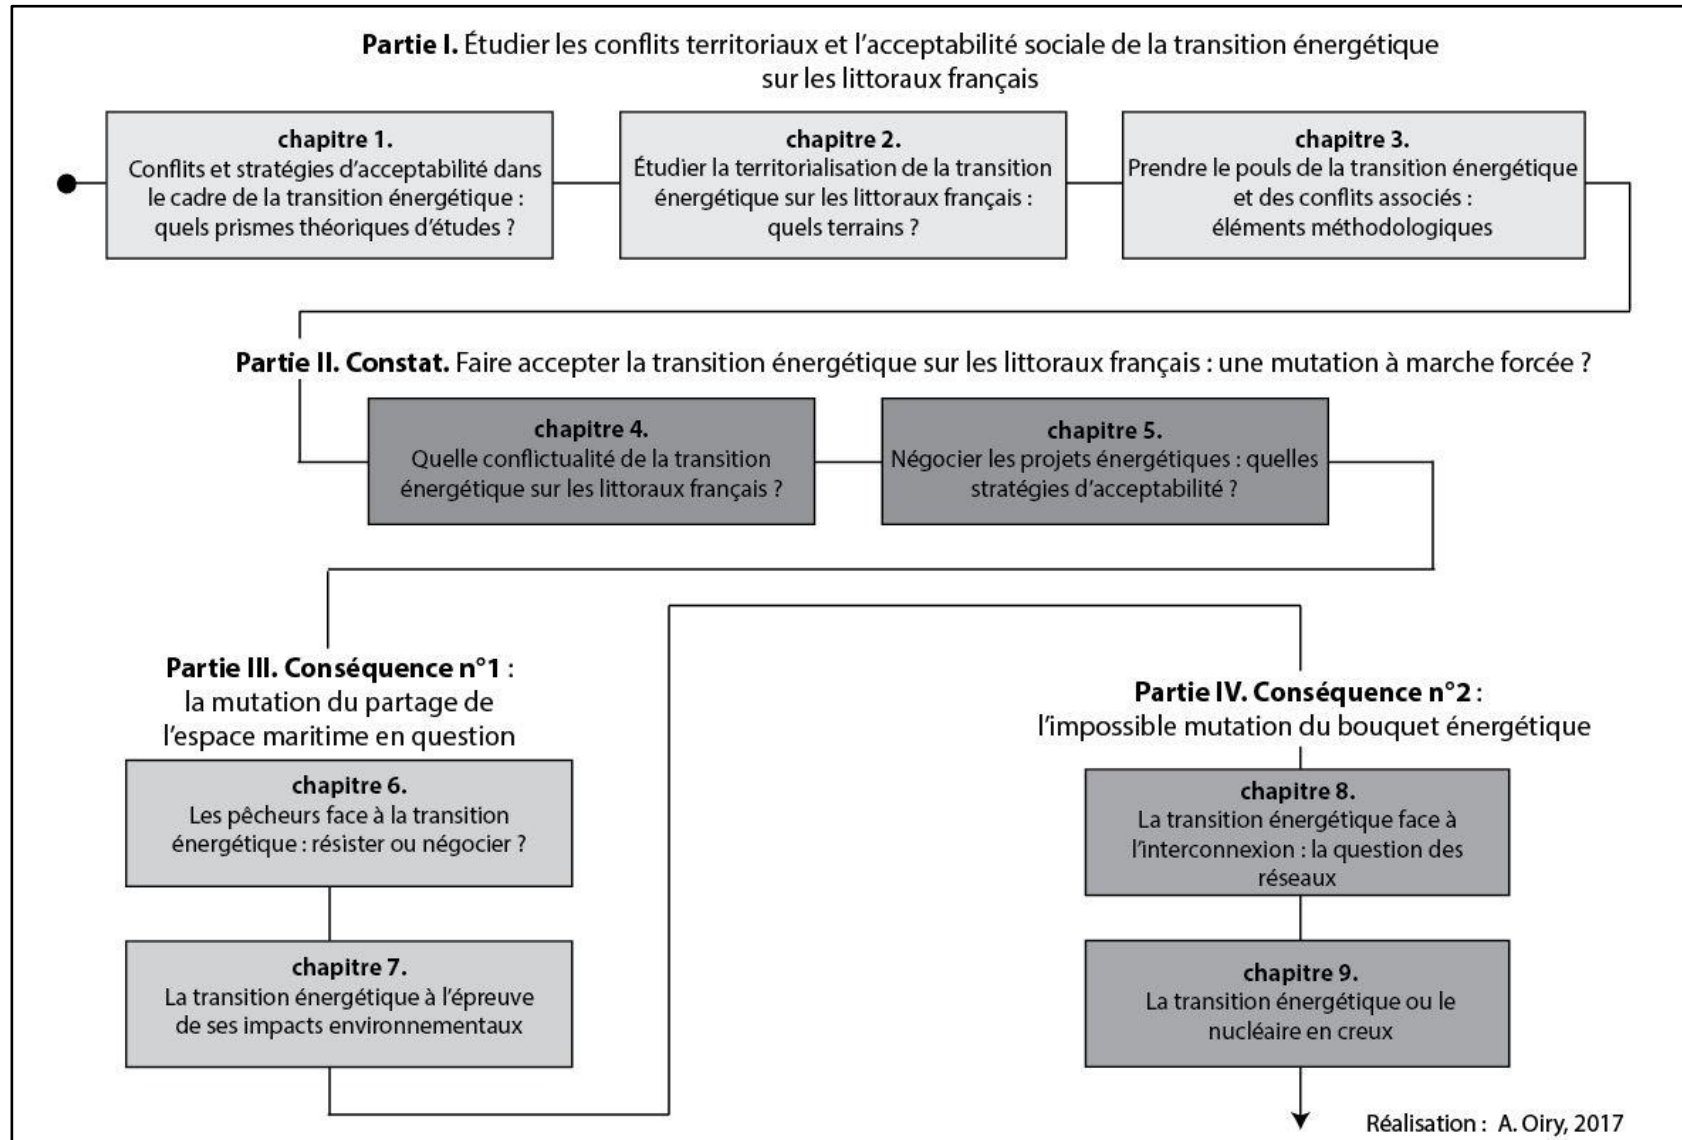 Partie I. Étudier les conflits territoriaux et l'acceptabilité sociale de la transition énergétique
sur les littoraux français
chapitre 1.
Conflits et stratégies d'acceptabilité dans
le cadre de la transition énergétique :
quels prismes théoriques d'études ?
chapitre 2.
Étudier la territorialisation de la transition
énergétique sur les littoraux français :
quels terrains ?
chapitre 3.
Prendre le pouls de la transition énergétique
et des conflits associés :
éléments méthodologiques
Partie II. Constat. Faire accepter la transition énergétique sur les littoraux français : une mutation à marche forcée ?
chapitre 4.
Quelle conflictualité de la transition
énergétique sur les littoraux français ?
chapitre 5.
Négocier les projets énergétiques : quelles
stratégies d'acceptabilité ?
Partie III. Conséquence n°1 :
la mutation du partage de
l'espace maritime en question
chapitre 6.
Les pêcheurs face à la transition
énergétique : résister ou négocier ?
chapitre 7.
La transition énergétique à l'épreuve
de ses impacts environnementaux
Partie IV. Conséquence n°2 :
l'impossible mutation du bouquet énergétique
chapitre 8.
La transition énergétique face à
l'interconnexion : la question des
réseaux
chapitre 9.
La transition énergétique ou le
nucléaire en creux
Réalisation : A. Oiry, 2017